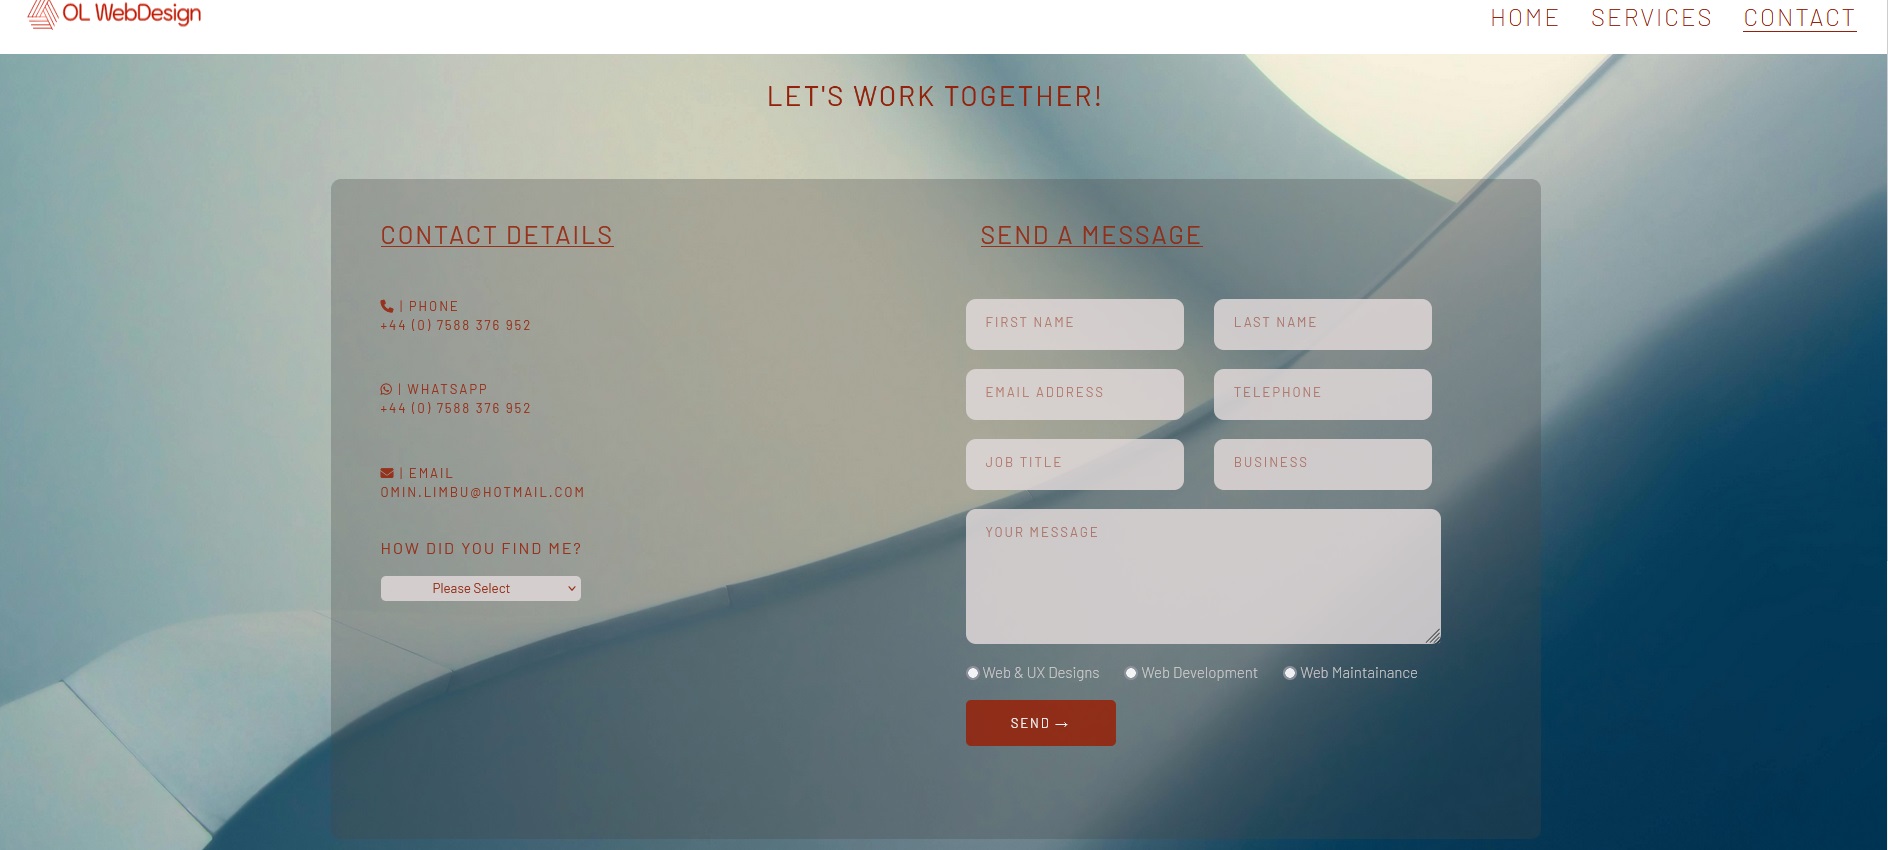 OL WebDesign
HOME SERVICES CONTACT
LET'S WORK TOGETHER!
CONTACT DETAILS
| PHONE
+44 (0) 7588 376 952
| WHATSAPP
+44 (0) 7588 376 952
| EMAIL
OMIN.LIMBU@HOTMAIL.COM
HOW DID YOU FIND ME?
Please Select
SEND A MESSAGE
FIRST NAME LAST NAME
EMAIL ADDRESS TELEPHONE
JOB TITLE BUSINESS
YOUR MESSAGE
Web & UX Designs Web Development Web Maintainance
SEND →